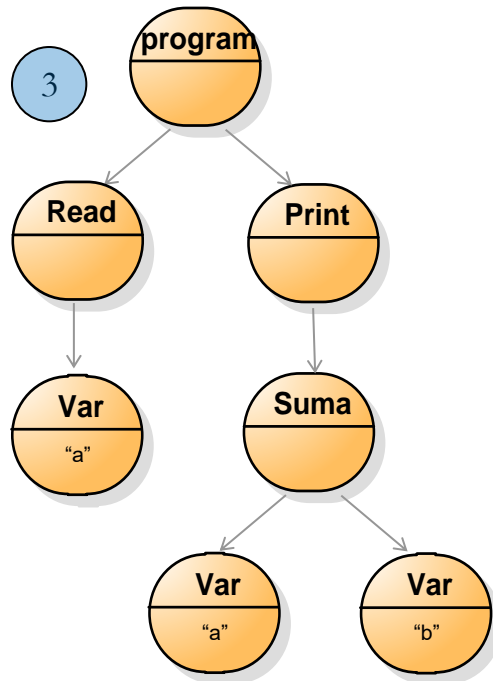 program
3
Read
Print
Var
“a”
Suma
Var
“a”
Var
“b”